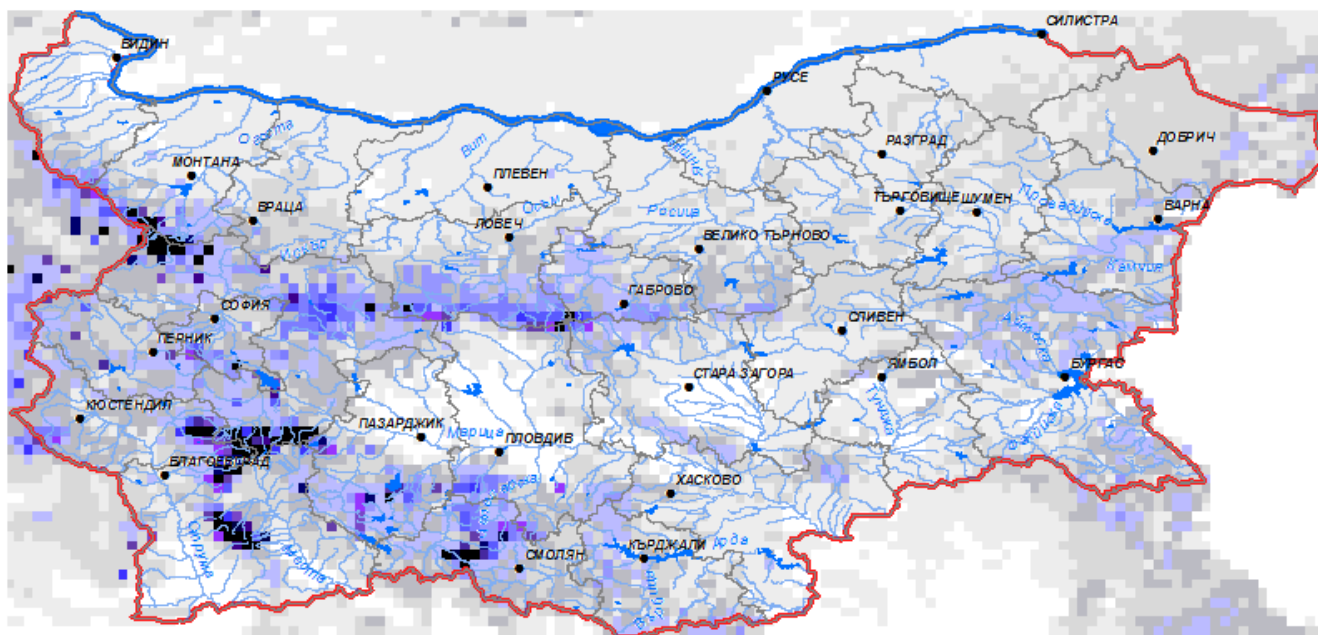 СИЛИСТРА
ВИДИН
РУСЕ
Огоста
Вит
РАЗГРАД
ДОБРИЧ
МОНТАНА
ПЛЕВЕН
Осъм
ВРАЦА
Росица
ТЪРГОВИЩЕ
ШУМЕН
ВАРНА
ЛОВЕЧ
ВЕЛИКО ТЪРНОВО
Искър
Камчия
ГАБРОВО
СОФИЯ
СЛИВЕН
ПЕРНИК
ЯМБОЛ
БУРГАС
СТАРА ЗАГОРА
Тунджа
КЮСТЕНДИЛ
ПАЗАРДЖИК
Марица
ПЛОВДИВ
БЛАГОЕВГРАД
ХАСКОВО
Струма
Места
СМОЛЯН
КЪРДЖАЛИ